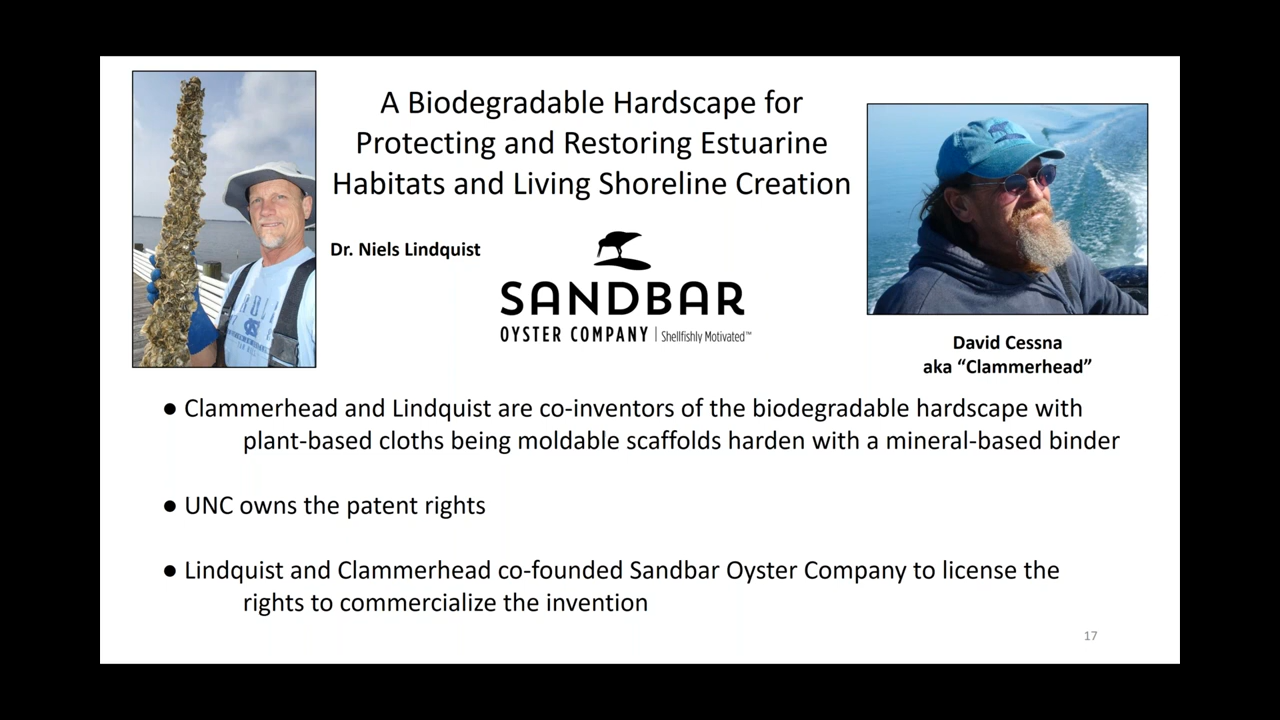 A Biodegradable Hardscape for
Protecting and Restoring Estuarine
Habitats and Living Shoreline Creation
Dr. Niels Lindquist
SANDBAR
OYSTER COMPANY | Shellfishly Motivated™
David Cessna
aka “Clammerhead”
● Clammerhead and Lindquist are co-inventors of the biodegradable hardscape with
plant-based cloths being moldable scaffolds harden with a mineral-based binder
● UNC owns the patent rights
● Lindquist and Clammerhead co-founded Sandbar Oyster Company to license the
rights to commercialize the invention
17